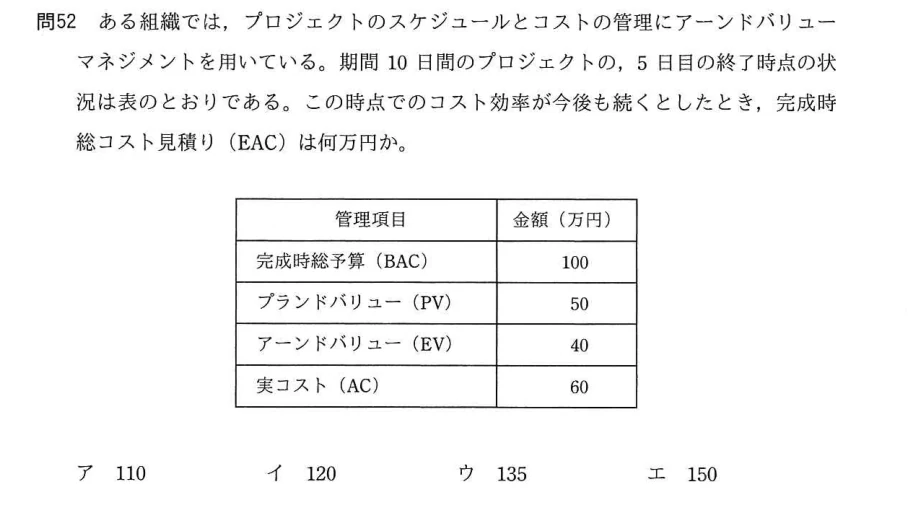 問52 ある組織では，プロジェクトのスケジュールとコストの管理にアーンドバリュー
マネジメントを用いている。期間 10 日間のプロジェクトの，5 日目の終了時点の状
況は表のとおりである。この時点でのコスト効率が今後も続くとしたとき，完成時
総コスト見積り（EAC）は何万円か。
管理項目 金額（万円）
完成時総予算（BAC） 100
プランドバリュー（PV） 50
アーンドバリュー（EV） 40
実コスト（AC） 60
ア 110 イ 120 ウ 135 エ 150